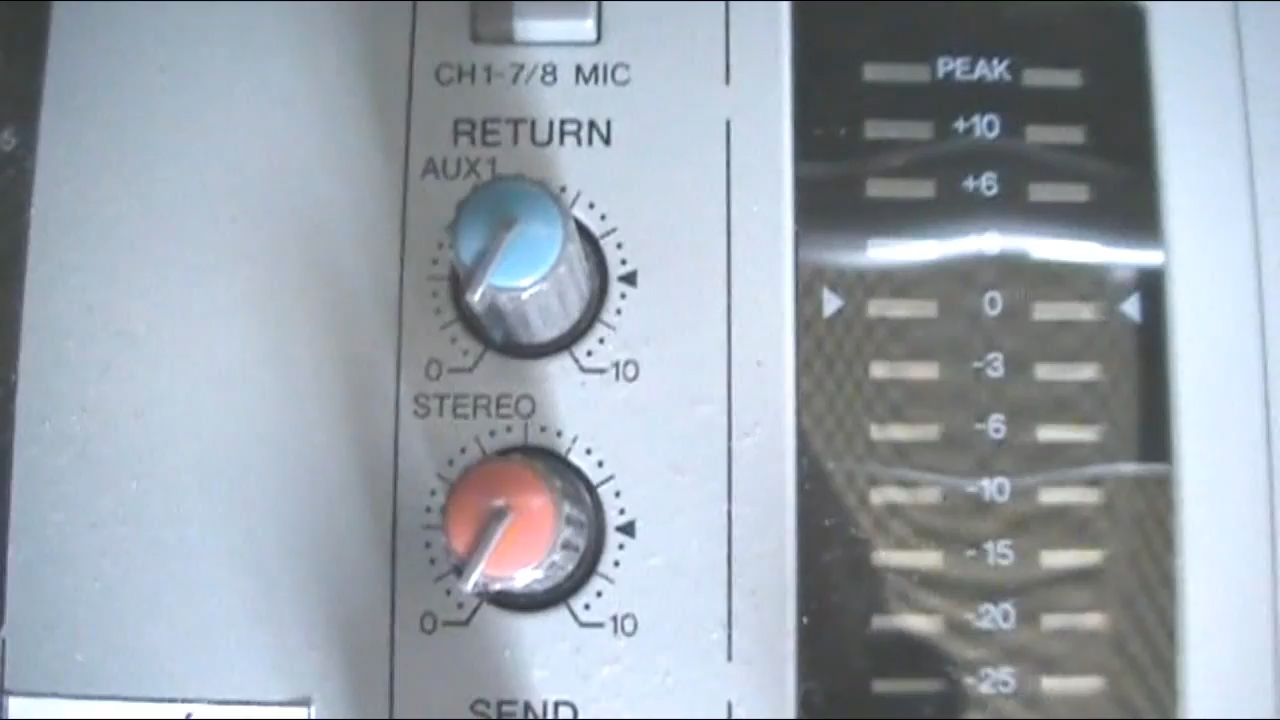 CH1-7/8 MIC
RETURN
AUX1
0
10
STEREO
0
10
SEND
PEAK
+10
+6
0
-3
-6
-10
-15
-20
-25